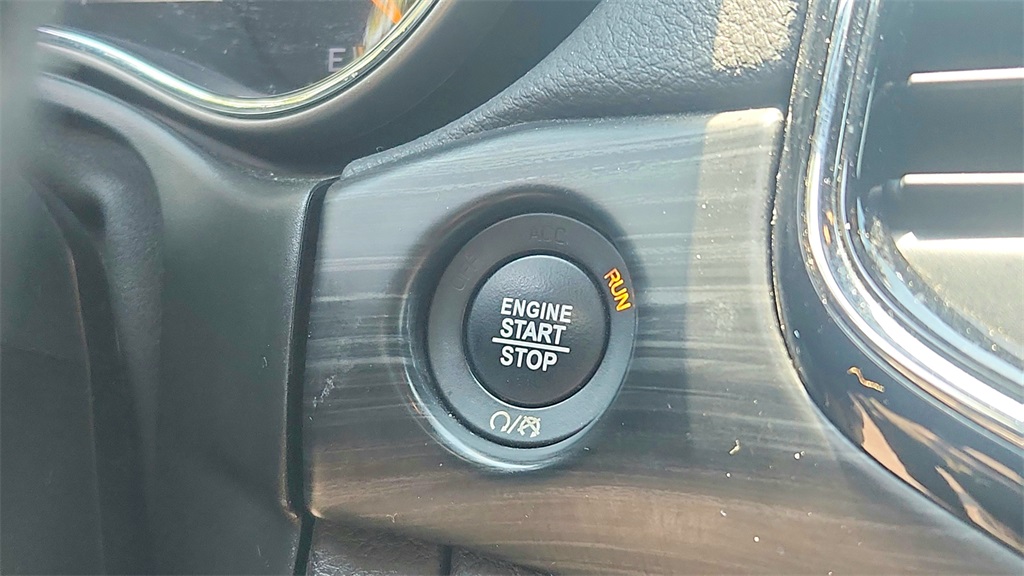 E
ACC
RUN
ENGINE
START
STOP